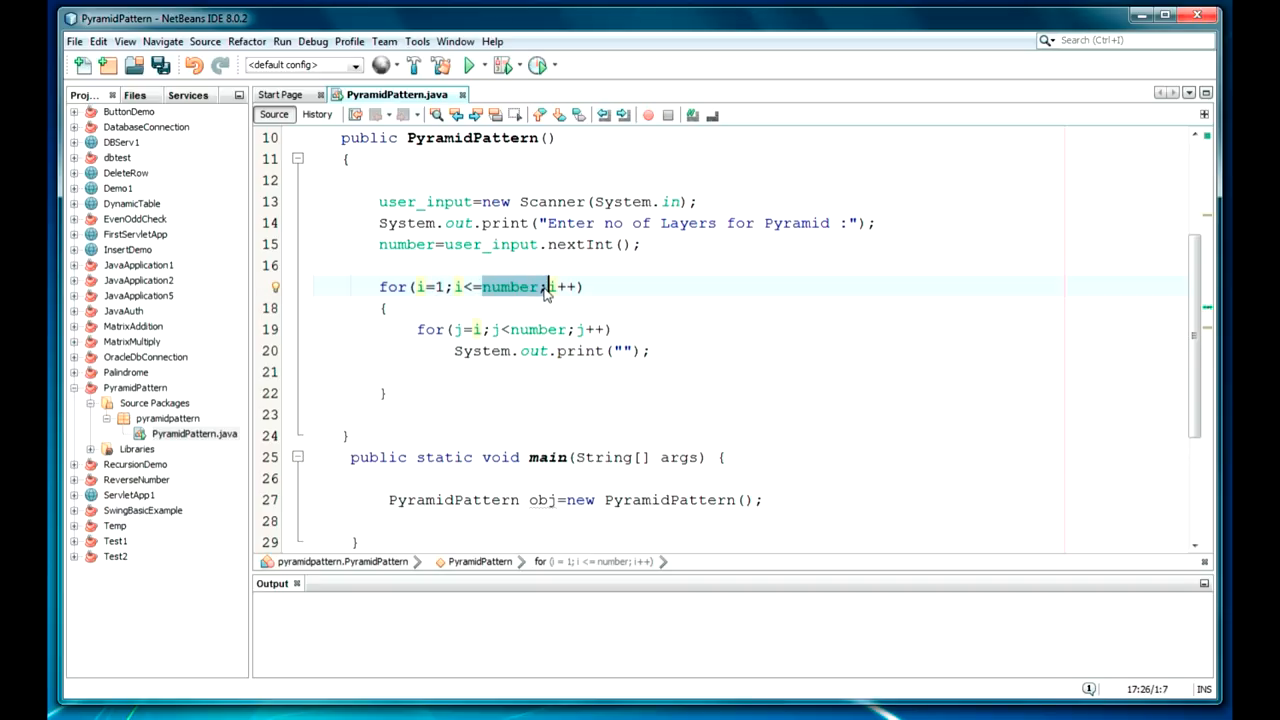 PyramidPattern - NetBeans IDE 8.0.2
File Edit View Navigate Source Refactor Run Debug Profile Team Tools Window Help
Search (Ctrl+I)
<default config>
Proj... Files Services
Start Page PyramidPattern.java
Source History
ButtonDemo
DatabaseConnection
DBServ1
dbtest
DeleteRow
Demo1
DynamicTable
EvenOddCheck
FirstServletApp
InsertDemo
JavaApplication1
JavaApplication2
JavaApplication5
JavaAuth
MatrixAddition
MatrixMultiply
OracleDbConnection
Palindrome
PyramidPattern
Source Packages
pyramidpattern
PyramidPattern.java
Libraries
RecursionDemo
ReverseNumber
ServletApp1
SwingBasicExample
Temp
Test1
Test2
10 public PyramidPattern()
11 {
12
13 user_input=new Scanner(System.in);
14 System.out.print("Enter no of Layers for Pyramid :");
15 number=user_input.nextInt();
16
for(i=1;i<=number;i++)
18 {
19 for(j=i;j<number;j++)
20 System.out.print("");
21
22 }
23
24 }
25 public static void main(String[] args) {
26
27 PyramidPattern obj=new PyramidPattern();
28
29 }
pyramidpattern.PyramidPattern PyramidPattern for (i = 1; i <= number; i++)
Output
1 17:26/1:7 INS